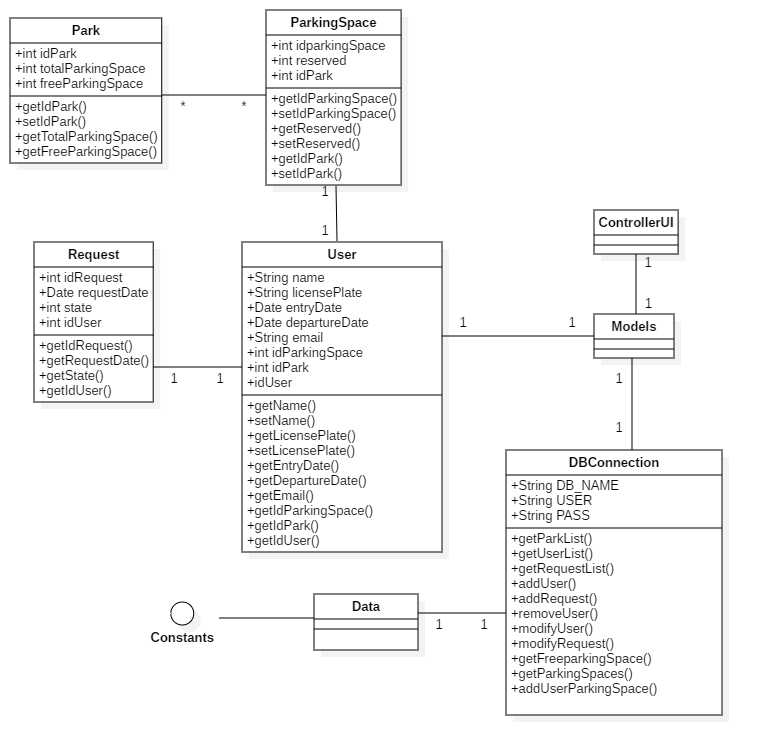 Park
+int idPark
+int totalParkingSpace
+int freeParkingSpace
+getIdPark()
+setIdPark()
+getTotalParkingSpace()
+getFreeParkingSpace()
*
*
ParkingSpace
+int idparkingSpace
+int reserved
+int idPark
+getIdParkingSpace()
+setIdParkingSpace()
+getReserved()
+setReserved()
+getIdPark()
+setIdPark()
1
1
Request
+int idRequest
+Date requestDate
+int state
+int idUser
+getIdRequest()
+getRequestDate()
+getState()
+getIdUser()
1
1
User
+String name
+String licensePlate
+Date entryDate
+Date departureDate
+String email
+int idParkingSpace
+int idPark
+idUser
+getName()
+setName()
+getLicensePlate()
+setLicensePlate()
+getEntryDate()
+getDepartureDate()
+getEmail()
+getIdParkingSpace()
+getIdPark()
+getIdUser()
1
1
ControllerUI
1
1
Models
1
1
DBConnection
+String DB_NAME
+String USER
+String PASS
+getParkList()
+getUserList()
+getRequestList()
+addUser()
+addRequest()
+removeUser()
+modifyUser()
+modifyRequest()
+getFreeparkingSpace()
+getParkingSpaces()
+addUserParkingSpace()
Constants
Data
1
1